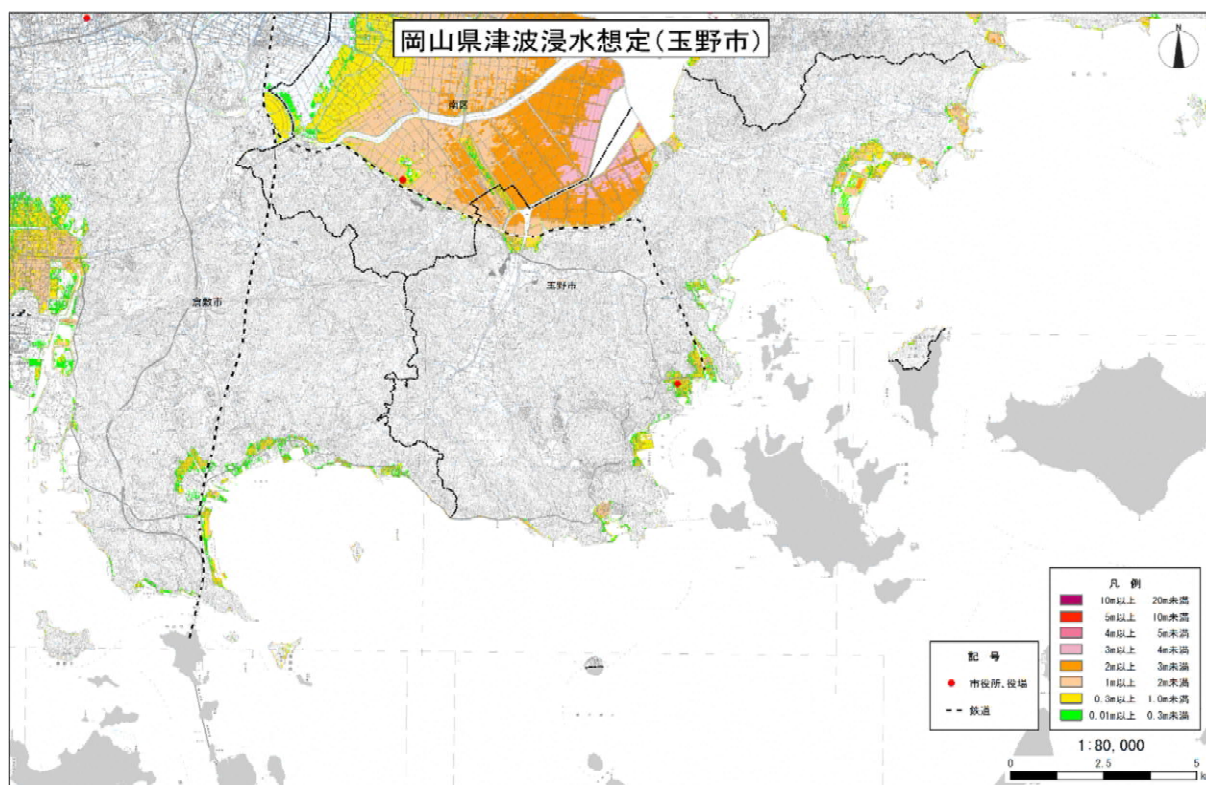 岡山県津波浸水想定(玉野市)
南区
玉野市
倉敷市
凡 例
10m以上 20m未満
5m以上 10m未満
4m以上 5m未満
3m以上 4m未満
2m以上 3m未満
1m以上 2m未満
0.3m以上 1.0m未満
0.01m以上 0.3m未満
記 号
市役所、役場
鉄道
1:80,000
0 2.5 5